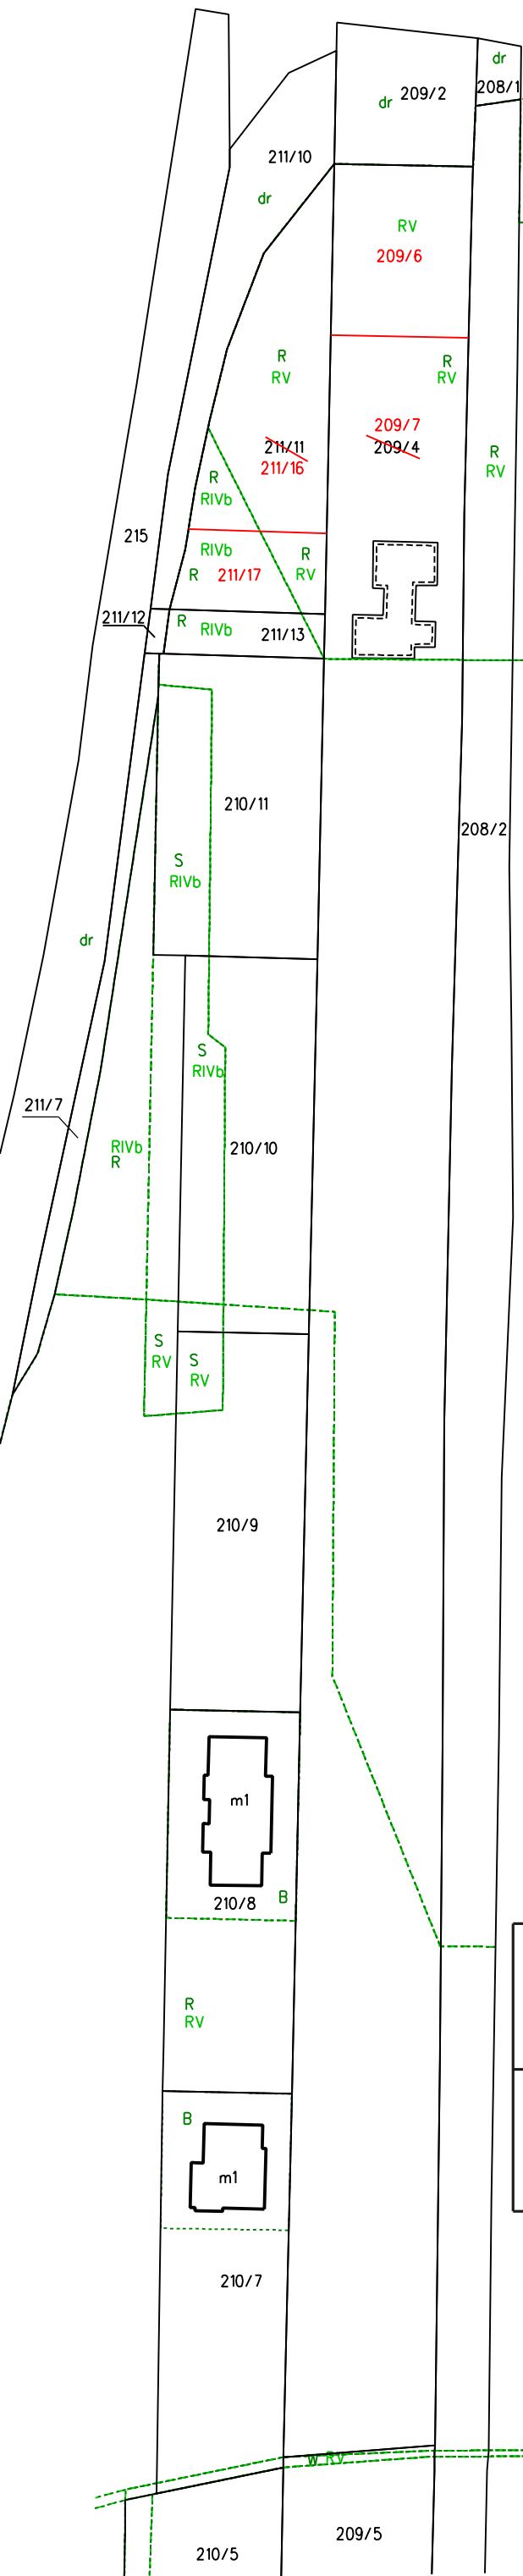 dr
208/1
209/2
dr
211/10
dr
RV
209/6
R
RV
R
RV
209/7
209/4
211/11
211/16
R
RV
R
RIVb
215
RIVb
R
211/17
R
RV
211/12
R
RIVb
211/13
210/11
208/2
S
RIVb
dr
S
RIVb
211/7
RIVb
R
210/10
S
RV
S
RV
210/9
m1
B
210/8
R
RV
B
m1
210/7
W RV
209/5
210/5